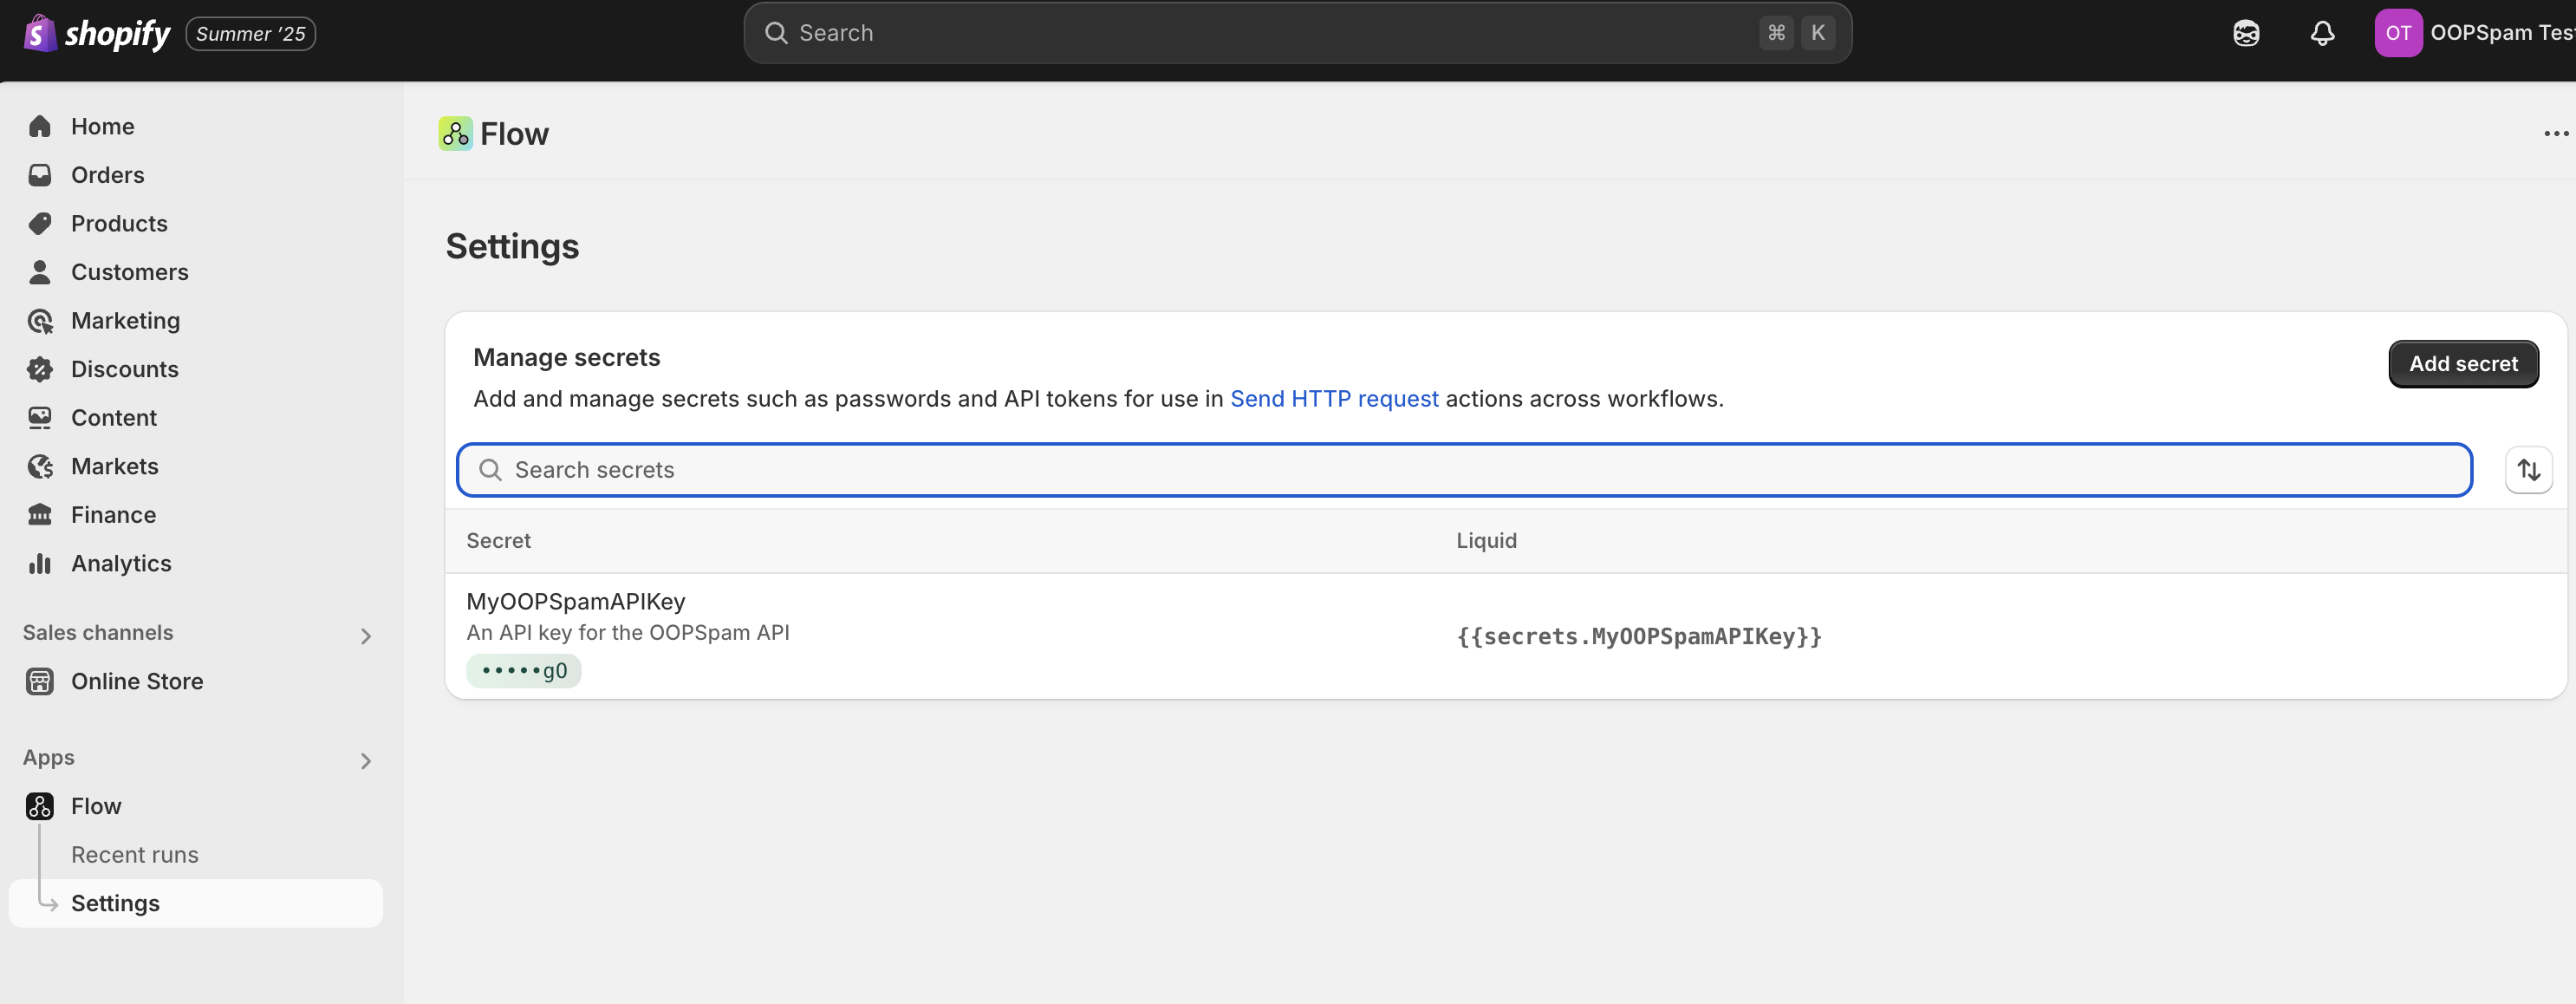 shopify Summer '25
Search
⌘ K
OT OOPSpam Tes
Home
Orders
Products
Customers
Marketing
Discounts
Content
Markets
Finance
Analytics
Sales channels
Online Store
Apps
Flow
Recent runs
Settings
Flow
Settings
Manage secrets
Add secret
Add and manage secrets such as passwords and API tokens for use in Send HTTP request actions across workflows.
Search secrets
Secret Liquid
MyOOPSpamAPIKey
An API key for the OOPSpam API
{{secrets.MyOOPSpamAPIKey}}
•••••g0